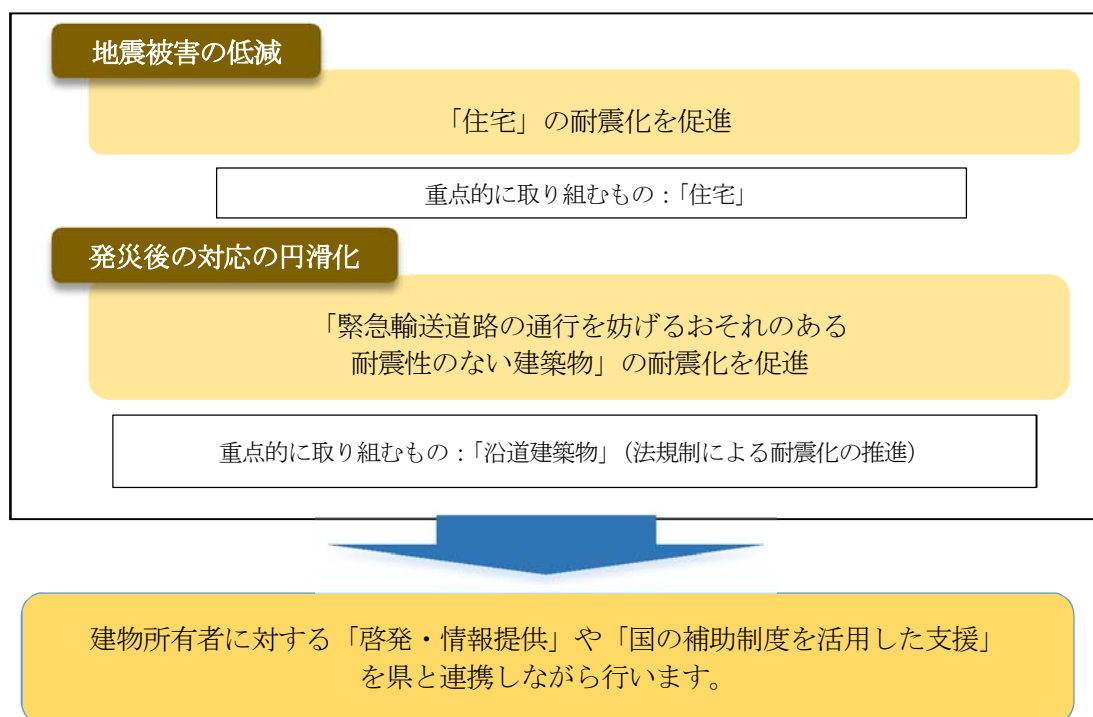 地震被害の低減
「住宅」の耐震化を促進
重点的に取り組むもの：「住宅」
発災後の対応の円滑化
「緊急輸送道路の通行を妨げるおそれのある
耐震性のない建築物」の耐震化を促進
重点的に取り組むもの：「沿道建築物」（法規制による耐震化の推進）
建物所有者に対する「啓発・情報提供」や「国の補助制度を活用した支援」
を県と連携しながら行います。